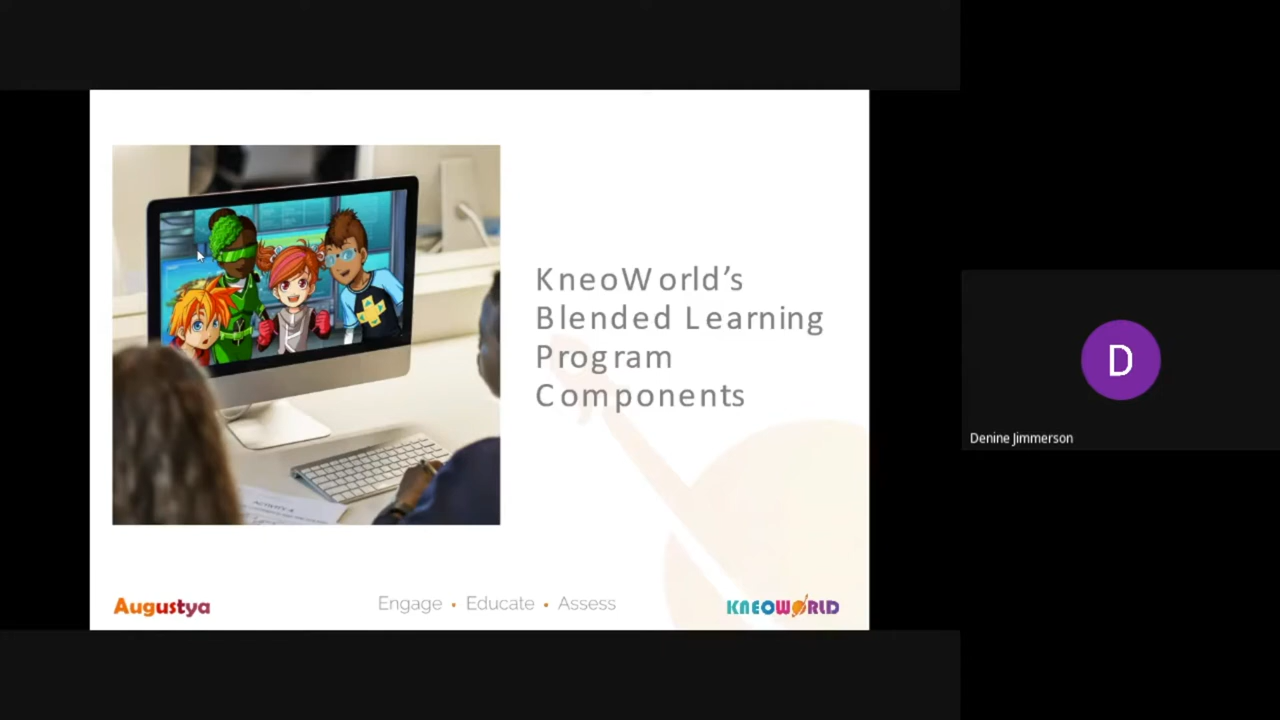 KneoWorld’s
Blended Learning
Program
Components
Augustya
Engage • Educate • Assess
KNEOWORLD
D
Denine Jimmerson